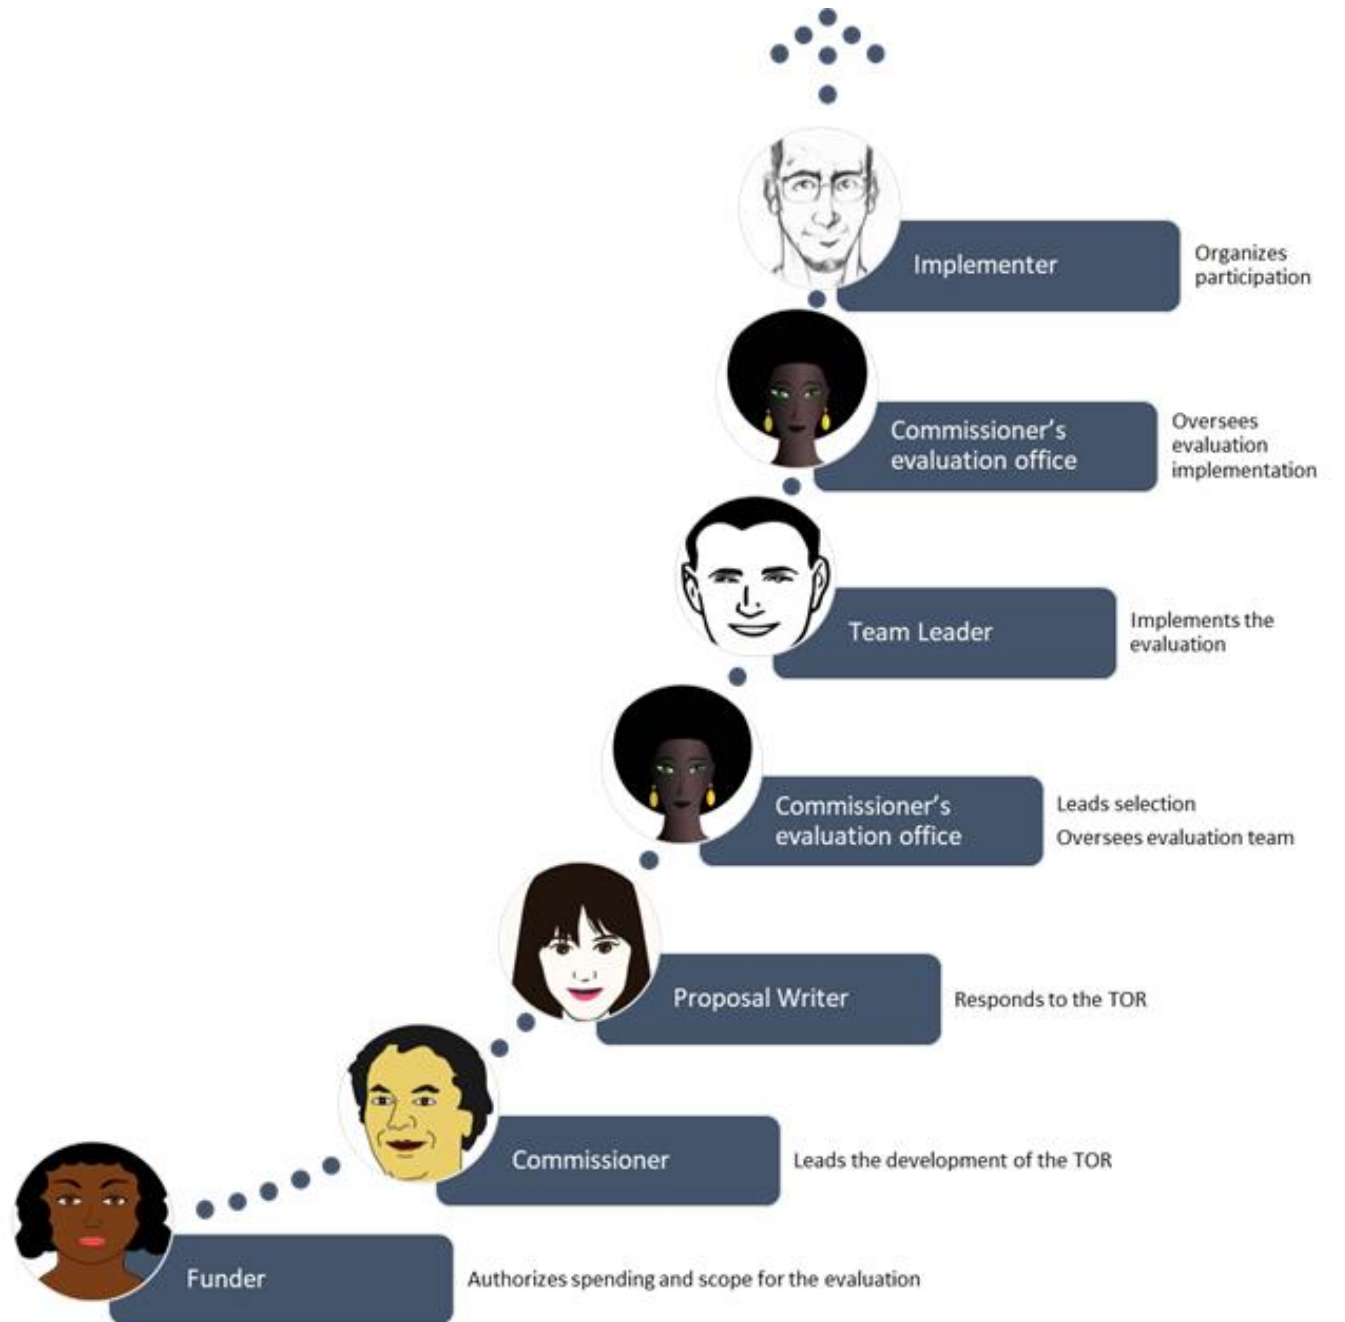 Implementer
Organizes
participation
Commissioner's
evaluation office
Oversees
evaluation
implementation
Team Leader
Implements the
evaluation
Commissioner's
evaluation office
Leads selection
Oversees evaluation team
Proposal Writer
Responds to the TOR
Commissioner
Leads the development of the TOR
Funder
Authorizes spending and scope for the evaluation